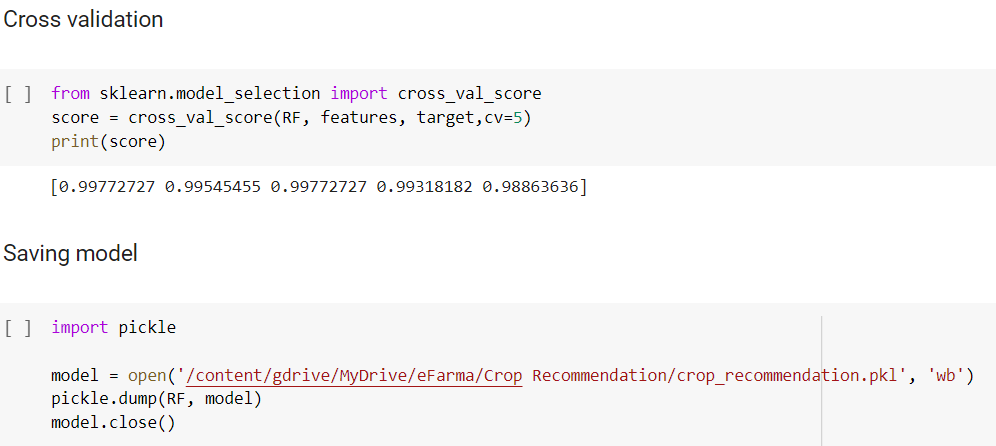 Cross validation
[ ] from sklearn.model_selection import cross_val_score
score = cross_val_score(RF, features, target,cv=5)
print(score)
[0.99772727 0.99545455 0.99772727 0.99318182 0.98863636]
Saving model
[ ] import pickle
model = open('/content/gdrive/MyDrive/eFarma/Crop Recommendation/crop_recommendation.pkl', 'wb')
pickle.dump(RF, model)
model.close()